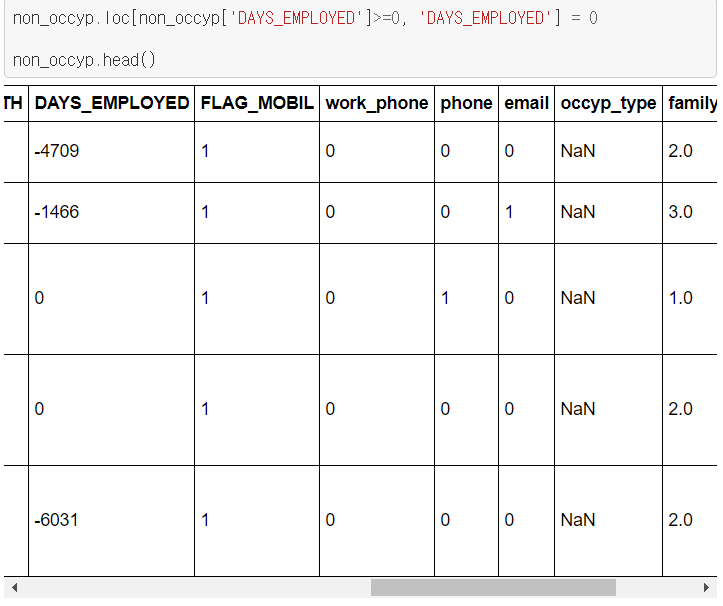 non_occyp.loc[non_occyp['DAYS_EMPLOYED']>=0, 'DAYS_EMPLOYED'] = 0
non_occyp.head()
TH DAYS_EMPLOYED FLAG_MOBIL work_phone phone email occyp_type family
-4709 1 0 0 0 NaN 2.0
-1466 1 0 0 1 NaN 3.0
0 1 0 1 0 NaN 1.0
0 1 0 0 0 NaN 2.0
-6031 1 0 0 0 NaN 2.0